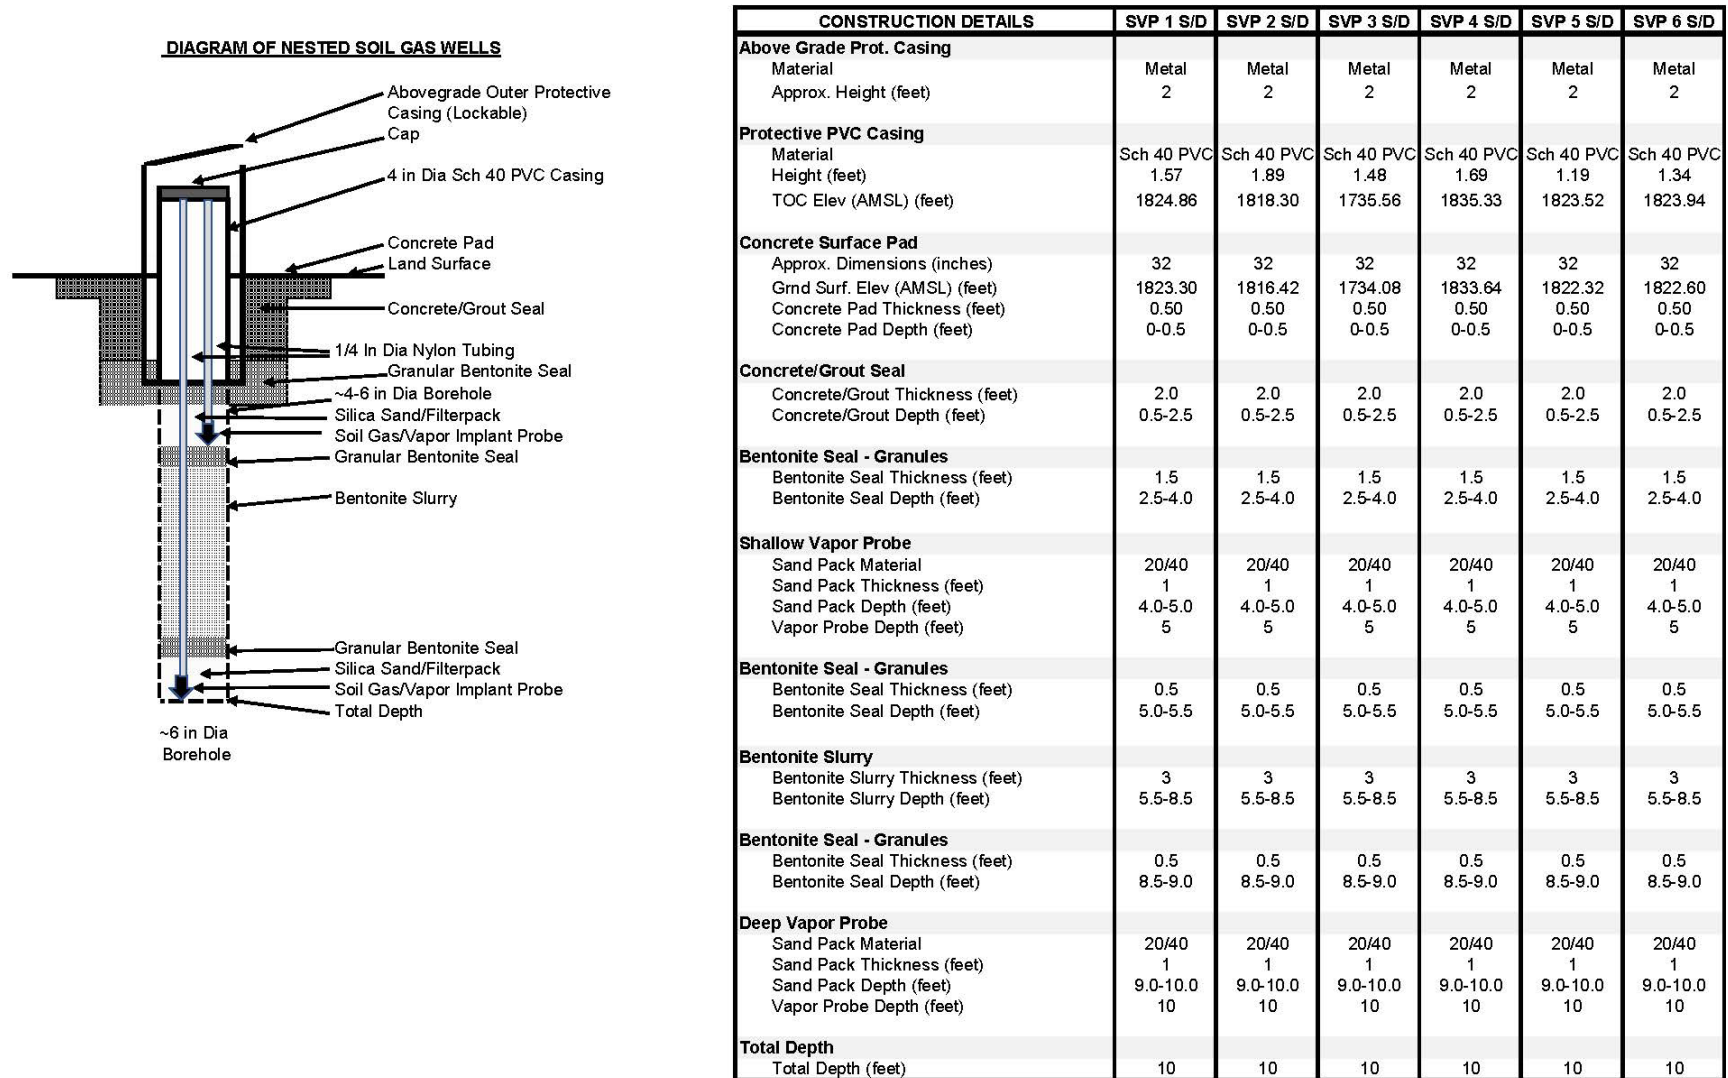 DIAGRAM OF NESTED SOIL GAS WELLS
Abovegrade Outer Protective
Casing (Lockable)
Cap
4 in Dia Sch 40 PVC Casing
Concrete Pad
Land Surface
Concrete/Grout Seal
1/4 In Dia Nylon Tubing
Granular Bentonite Seal
~4-6 in Dia Borehole
Silica Sand/Filterpack
Soil Gas/Vapor Implant Probe
Granular Bentonite Seal
Bentonite Slurry
Granular Bentonite Seal
Silica Sand/Filterpack
Soil Gas/Vapor Implant Probe
Total Depth
~6 in Dia
Borehole
CONSTRUCTION DETAILS SVP 1 S/D SVP 2 S/D SVP 3 S/D SVP 4 S/D SVP 5 S/D SVP 6 S/D
Above Grade Prot. Casing
Material Metal Metal Metal Metal Metal Metal
Approx. Height (feet) 2 2 2 2 2 2
Protective PVC Casing
Material Sch 40 PVC Sch 40 PVC Sch 40 PVC Sch 40 PVC Sch 40 PVC Sch 40 PVC
Height (feet) 1.57 1.89 1.48 1.69 1.19 1.34
TOC Elev (AMSL) (feet) 1824.86 1818.30 1735.56 1835.33 1823.52 1823.94
Concrete Surface Pad
Approx. Dimensions (inches) 32 32 32 32 32 32
Grnd Surf. Elev (AMSL) (feet) 1823.30 1816.42 1734.08 1833.64 1822.32 1822.60
Concrete Pad Thickness (feet) 0.50 0.50 0.50 0.50 0.50 0.50
Concrete Pad Depth (feet) 0-0.5 0-0.5 0-0.5 0-0.5 0-0.5 0-0.5
Concrete/Grout Seal
Concrete/Grout Thickness (feet) 2.0 2.0 2.0 2.0 2.0 2.0
Concrete/Grout Depth (feet) 0.5-2.5 0.5-2.5 0.5-2.5 0.5-2.5 0.5-2.5 0.5-2.5
Bentonite Seal - Granules
Bentonite Seal Thickness (feet) 1.5 1.5 1.5 1.5 1.5 1.5
Bentonite Seal Depth (feet) 2.5-4.0 2.5-4.0 2.5-4.0 2.5-4.0 2.5-4.0 2.5-4.0
Shallow Vapor Probe
Sand Pack Material 20/40 20/40 20/40 20/40 20/40 20/40
Sand Pack Thickness (feet) 1 1 1 1 1 1
Sand Pack Depth (feet) 4.0-5.0 4.0-5.0 4.0-5.0 4.0-5.0 4.0-5.0 4.0-5.0
Vapor Probe Depth (feet) 5 5 5 5 5 5
Bentonite Seal - Granules
Bentonite Seal Thickness (feet) 0.5 0.5 0.5 0.5 0.5 0.5
Bentonite Seal Depth (feet) 5.0-5.5 5.0-5.5 5.0-5.5 5.0-5.5 5.0-5.5 5.0-5.5
Bentonite Slurry
Bentonite Slurry Thickness (feet) 3 3 3 3 3 3
Bentonite Slurry Depth (feet) 5.5-8.5 5.5-8.5 5.5-8.5 5.5-8.5 5.5-8.5 5.5-8.5
Bentonite Seal - Granules
Bentonite Seal Thickness (feet) 0.5 0.5 0.5 0.5 0.5 0.5
Bentonite Seal Depth (feet) 8.5-9.0 8.5-9.0 8.5-9.0 8.5-9.0 8.5-9.0 8.5-9.0
Deep Vapor Probe
Sand Pack Material 20/40 20/40 20/40 20/40 20/40 20/40
Sand Pack Thickness (feet) 1 1 1 1 1 1
Sand Pack Depth (feet) 9.0-10.0 9.0-10.0 9.0-10.0 9.0-10.0 9.0-10.0 9.0-10.0
Vapor Probe Depth (feet) 10 10 10 10 10 10
Total Depth
Total Depth (feet) 10 10 10 10 10 10